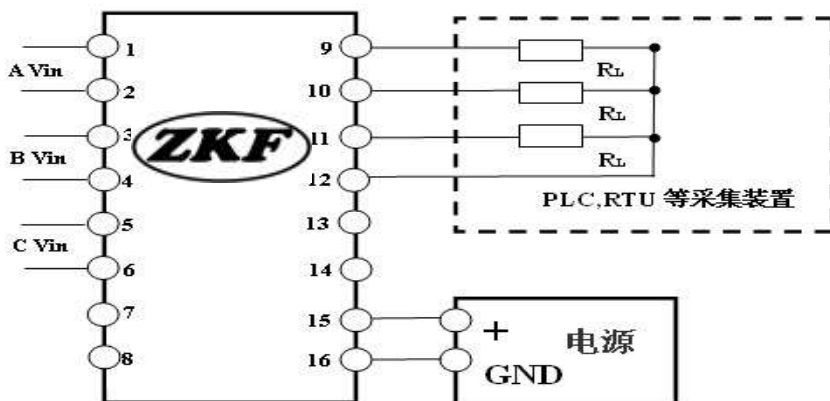 1 9
A Vin
RL
2 10
RL
3 11
ZKF
B Vin
RL
4 12
PLC,RTU 等采集装置
5 13
C Vin
6 14
7 15 + 电源
8 16 GND